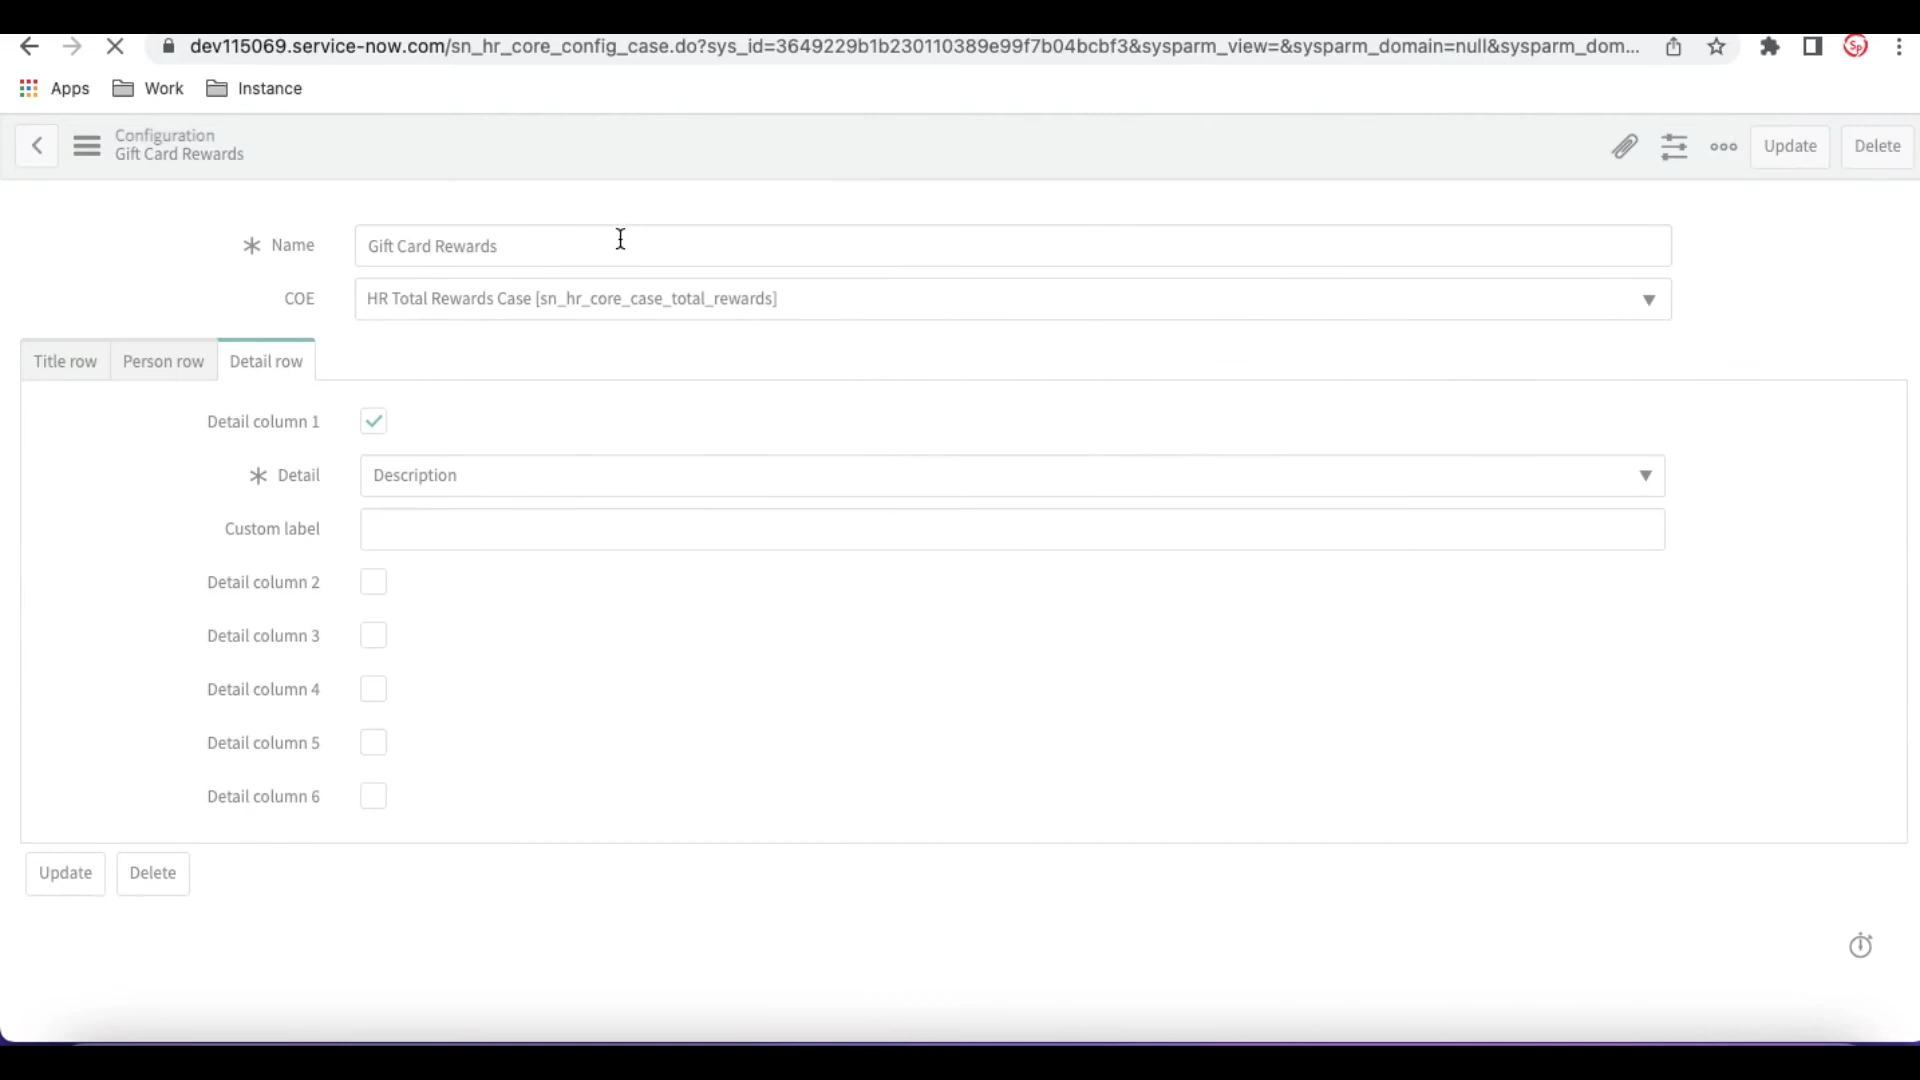 dev115069.service-now.com/sn_hr_core_config_case.do?sys_id=3649229b1b230110389e99f7b04bcbf3&sysparm_view=&sysparm_domain=null&sysparm_dom...
Sp
Apps Work Instance
Configuration
Gift Card Rewards
Update Delete
Name Gift Card Rewards
COE HR Total Rewards Case [sn_hr_core_case_total_rewards]
Title row Person row Detail row
Detail column 1
Detail Description
Custom label
Detail column 2
Detail column 3
Detail column 4
Detail column 5
Detail column 6
Update Delete